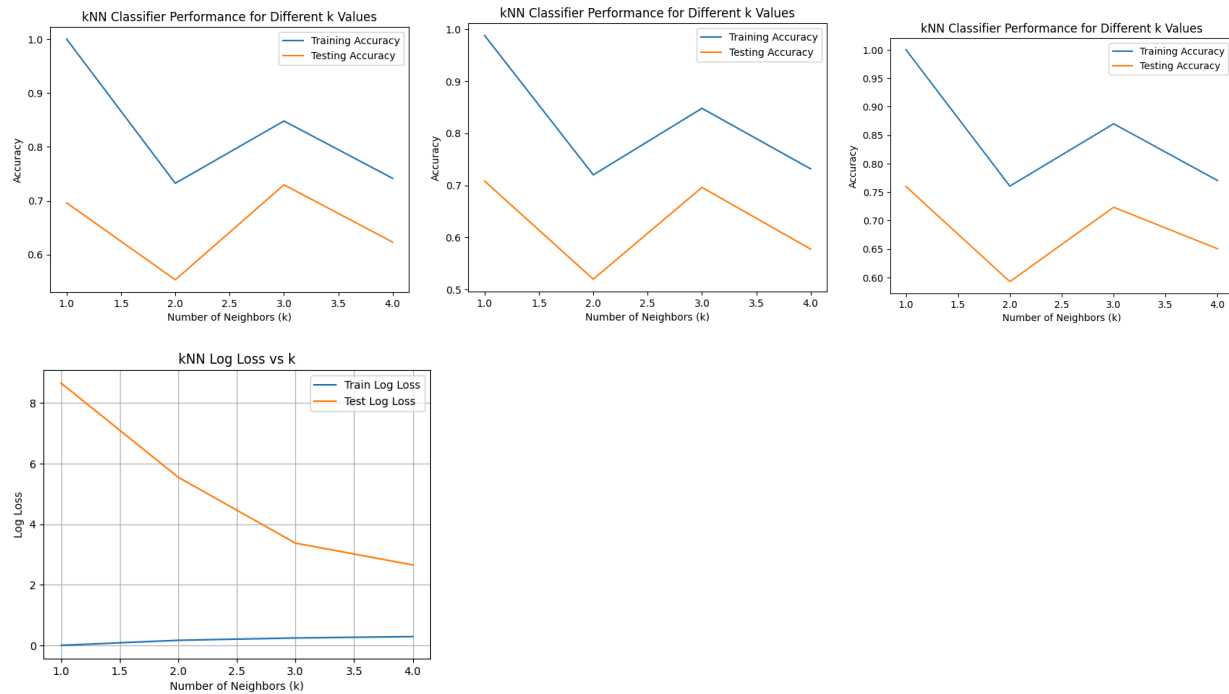 kNN Classifier Performance for Different k Values
Training Accuracy
Testing Accuracy
Accuracy
1.0
0.9
0.8
0.7
0.6
1.0 1.5 2.0 2.5 3.0 3.5 4.0
Number of Neighbors (k)
kNN Classifier Performance for Different k Values
Training Accuracy
Testing Accuracy
Accuracy
1.0
0.9
0.8
0.7
0.6
0.5
1.0 1.5 2.0 2.5 3.0 3.5 4.0
Number of Neighbors (k)
kNN Classifier Performance for Different k Values
Training Accuracy
Testing Accuracy
Accuracy
1.00
0.95
0.90
0.85
0.80
0.75
0.70
0.65
0.60
1.0 1.5 2.0 2.5 3.0 3.5 4.0
Number of Neighbors (k)
kNN Log Loss vs k
Train Log Loss
Test Log Loss
Log Loss
8
6
4
2
0
1.0 1.5 2.0 2.5 3.0 3.5 4.0
Number of Neighbors (k)